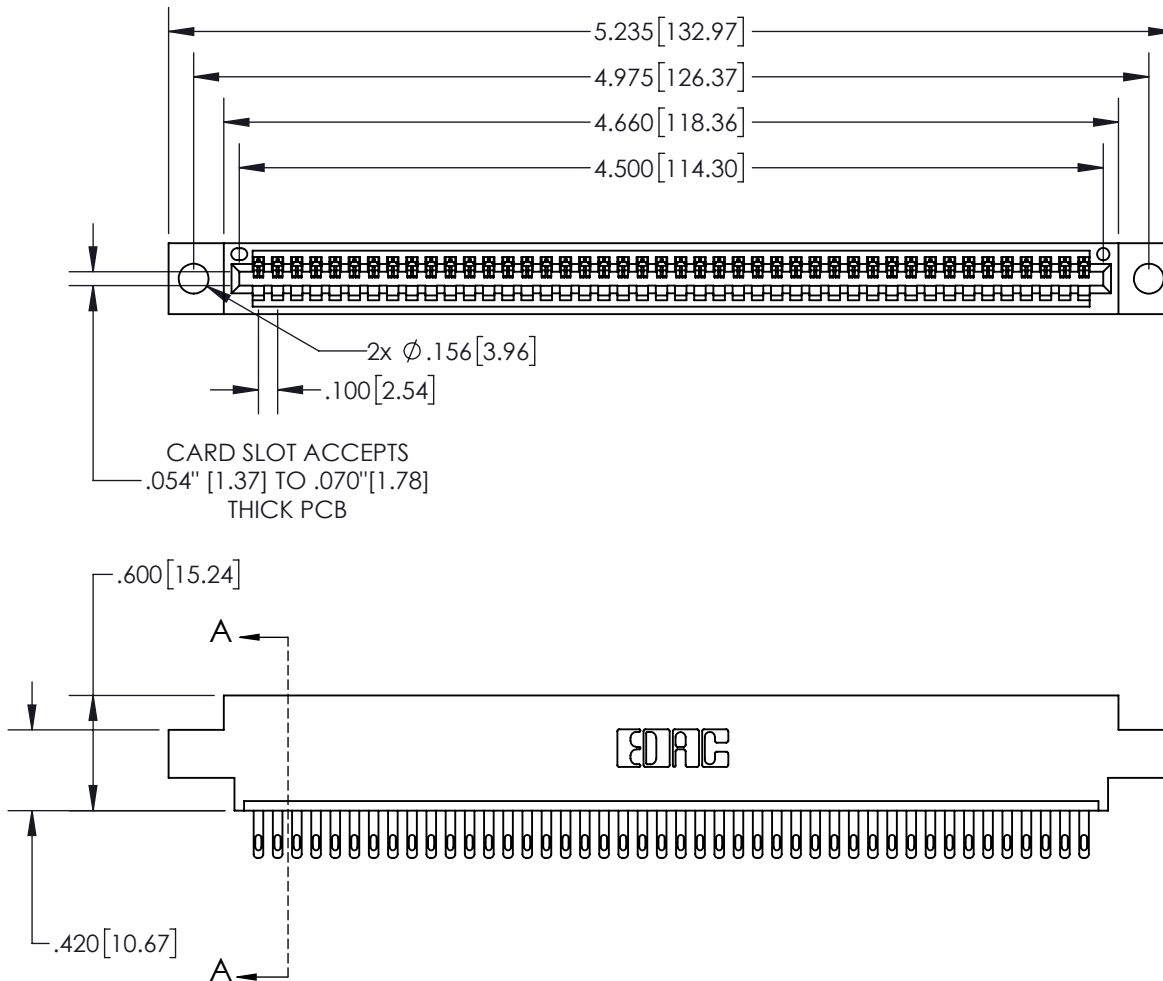 5.235[132.97]
4.975[126.37]
4.660[118.36]
4.500[114.30]
2x Ø.156[3.96]
.100[2.54]
CARD SLOT ACCEPTS
.054" [1.37] TO .070"[1.78]
THICK PCB
.600[15.24]
A
EDAC
.420[10.67]
A